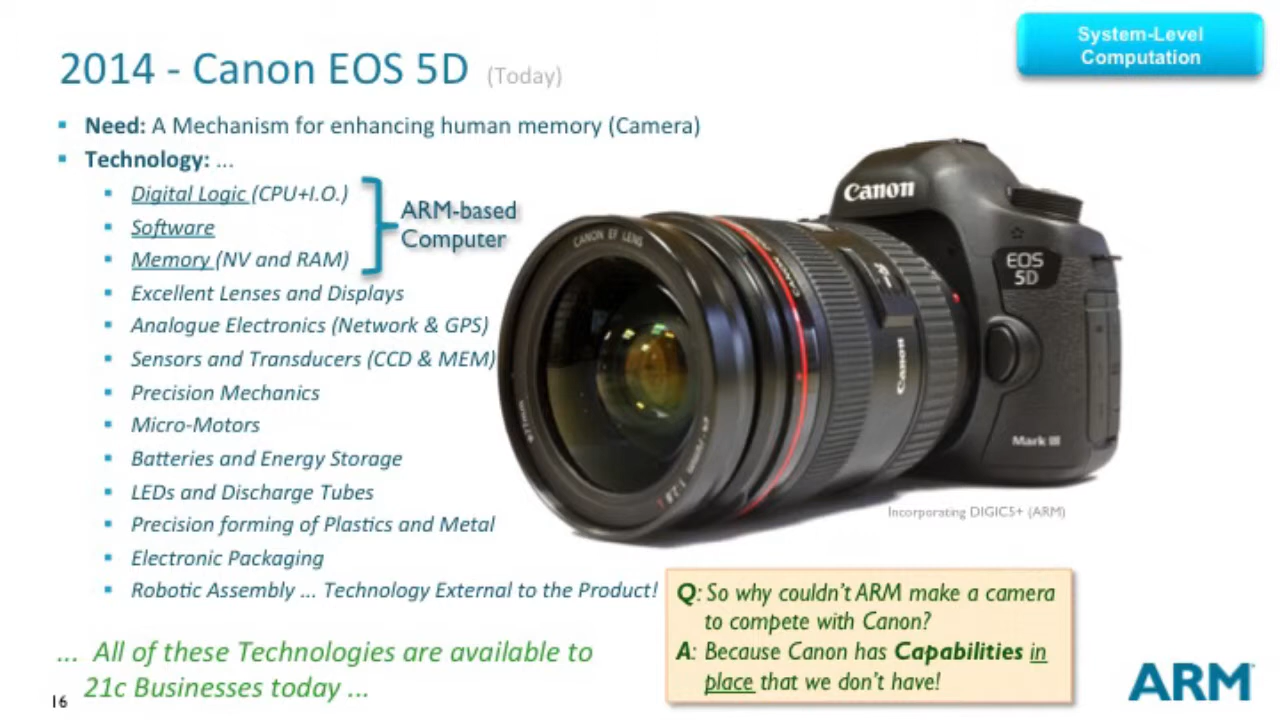 System-Level
Computation
2014 - Canon EOS 5D (Today)
▪ Need: A Mechanism for enhancing human memory (Camera)
▪ Technology: ...
▪ Digital Logic (CPU+I.O.)
▪ Software
▪ Memory (NV and RAM)
ARM-based
Computer
▪ Excellent Lenses and Displays
▪ Analogue Electronics (Network & GPS)
▪ Sensors and Transducers (CCD & MEM)
▪ Precision Mechanics
▪ Micro-Motors
▪ Batteries and Energy Storage
▪ LEDs and Discharge Tubes
▪ Precision forming of Plastics and Metal
▪ Electronic Packaging
▪ Robotic Assembly ... Technology External to the Product!
Canon
EOS
5D
Mark III
CANON EF LENS
Canon
Incorporating DIGIC5+ (ARM)
Q: So why couldn't ARM make a camera
to compete with Canon?
A: Because Canon has Capabilities in
place that we don't have!
... All of these Technologies are available to
21c Businesses today ...
16
ARM